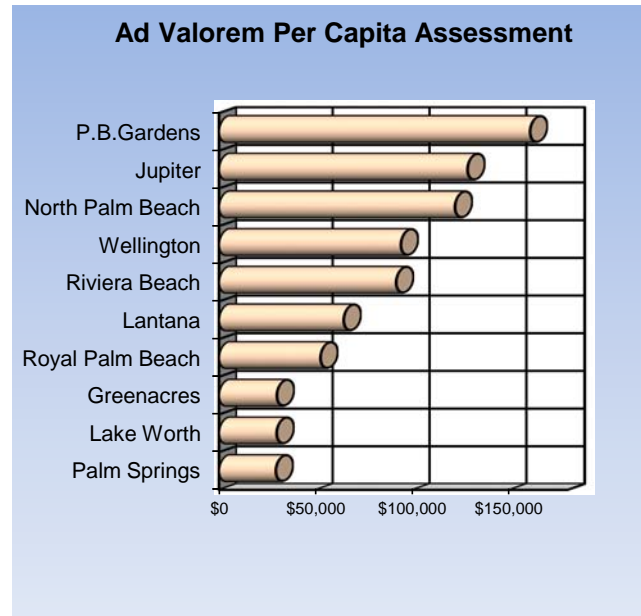 Ad Valorem Per Capita Assessment
P.B.Gardens
Jupiter
North Palm Beach
Wellington
Riviera Beach
Lantana
Royal Palm Beach
Greenacres
Lake Worth
Palm Springs
$0 $50,000 $100,000 $150,000